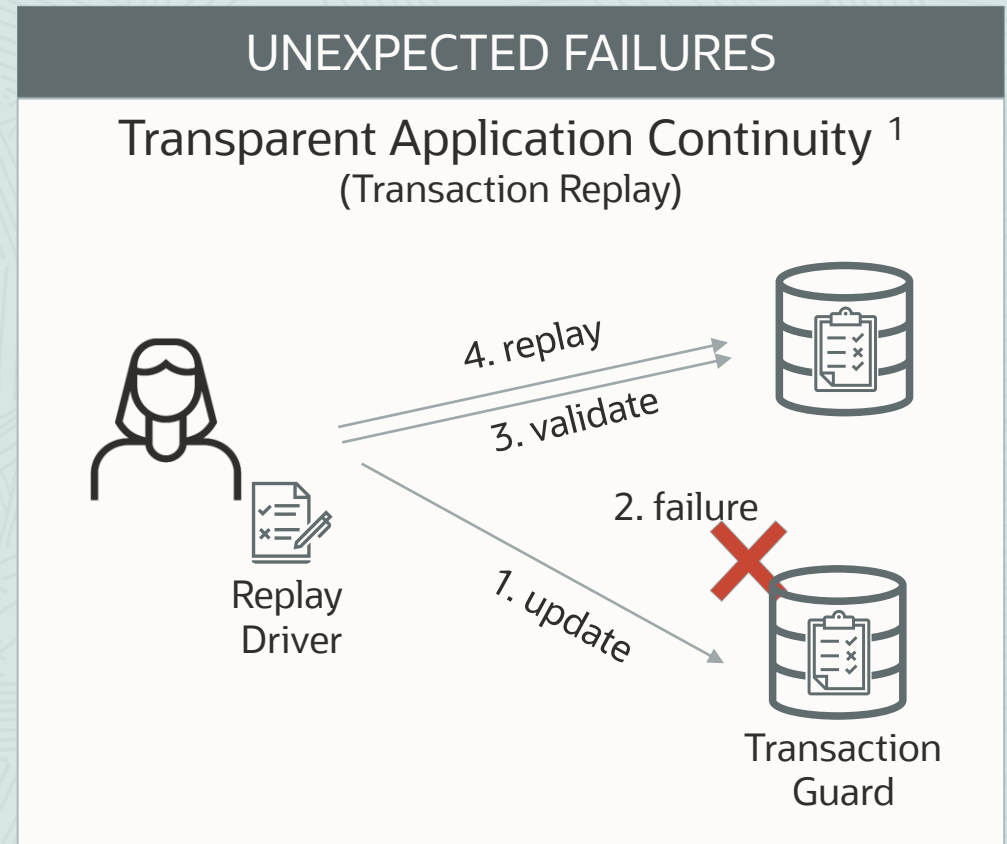 UNEXPECTED FAILURES
Transparent Application Continuity ¹
(Transaction Replay)
4. replay
3. validate
2. failure
1. update
Replay
Driver
Transaction
Guard